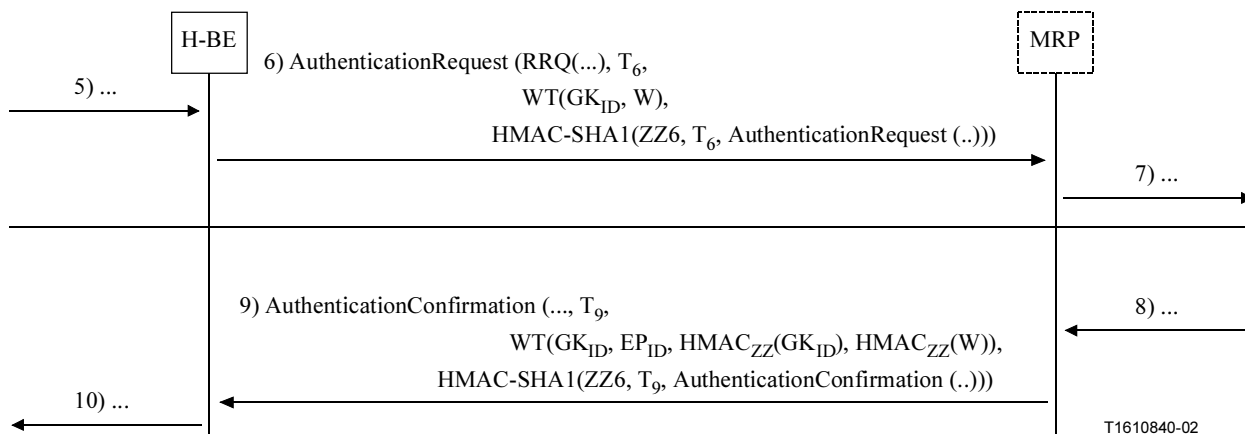 H-BE
MRP
6) AuthenticationRequest (RRQ(...), T6,
WT(GKID, W),
HMAC-SHA1(ZZ6, T6, AuthenticationRequest (..)))
5) ...
7) ...
9) AuthenticationConfirmation (..., T9,
WT(GKID, EPID, HMACZZ(GKID), HMACZZ(W)),
HMAC-SHA1(ZZ6, T9, AuthenticationConfirmation (..)))
8) ...
10) ...
T1610840-02